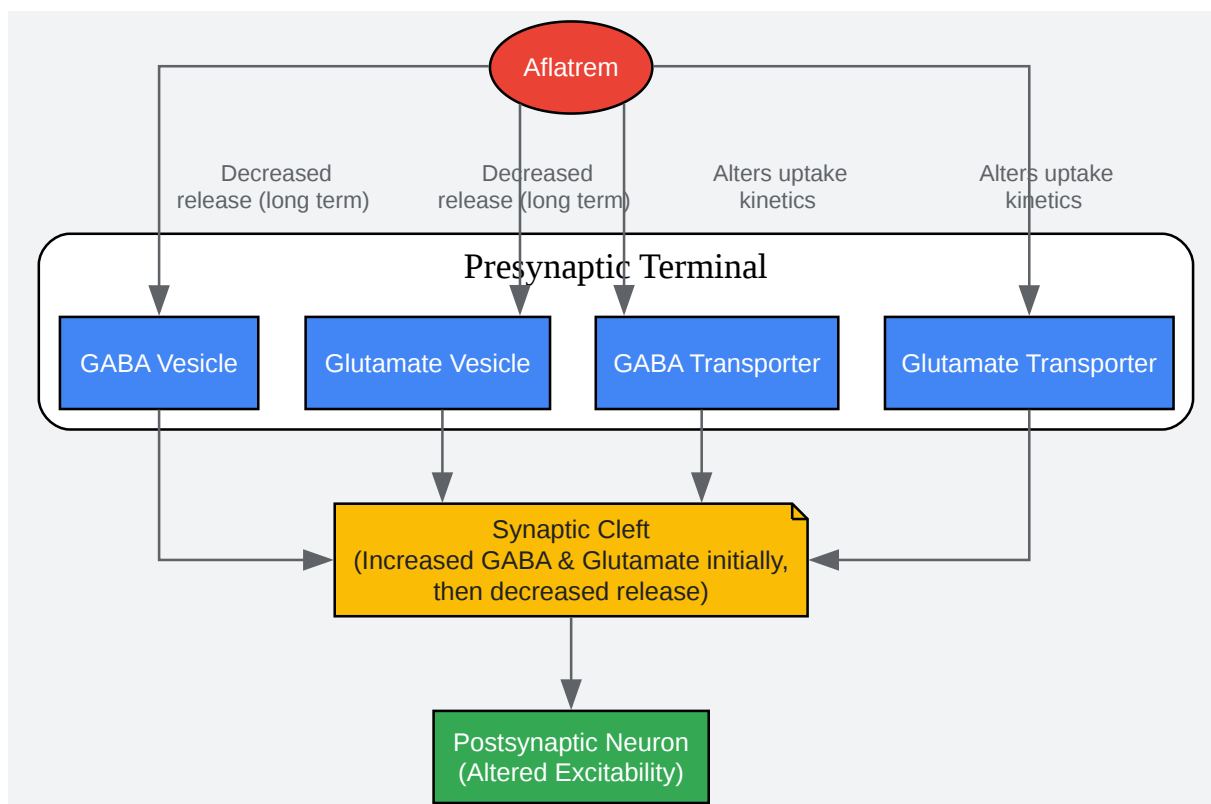 Aflatrem
Decreased
release (long term)
Decreased
release (long term)
Alters uptake
kinetics
Alters uptake
kinetics
Presynaptic Terminal
GABA Vesicle
Glutamate Vesicle
GABA Transporter
Glutamate Transporter
Synaptic Cleft
(Increased GABA & Glutamate initially,
then decreased release)
Postsynaptic Neuron
(Altered Excitability)